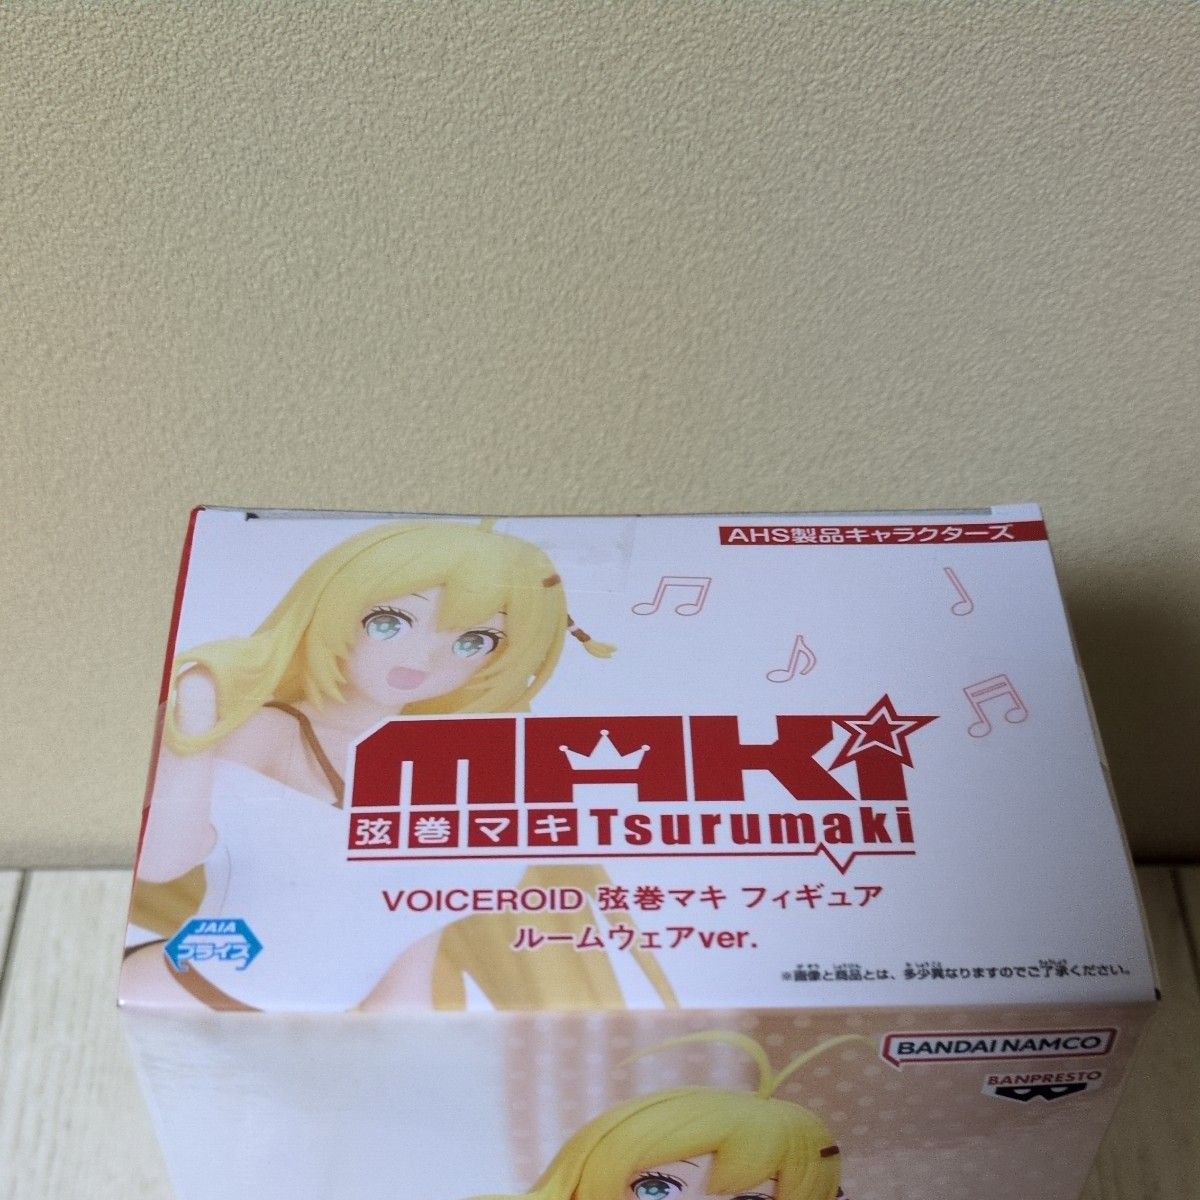 AHS製品キャラクターズ
MAKi
弦巻マキ Tsurumaki
VOICEROID 弦巻マキ フィギュア
ルームウェアver.
JAIA
プライズ
※画像と商品とは、多少異なりますのでご了承ください。
BANDAI NAMCO
BANPRESTO